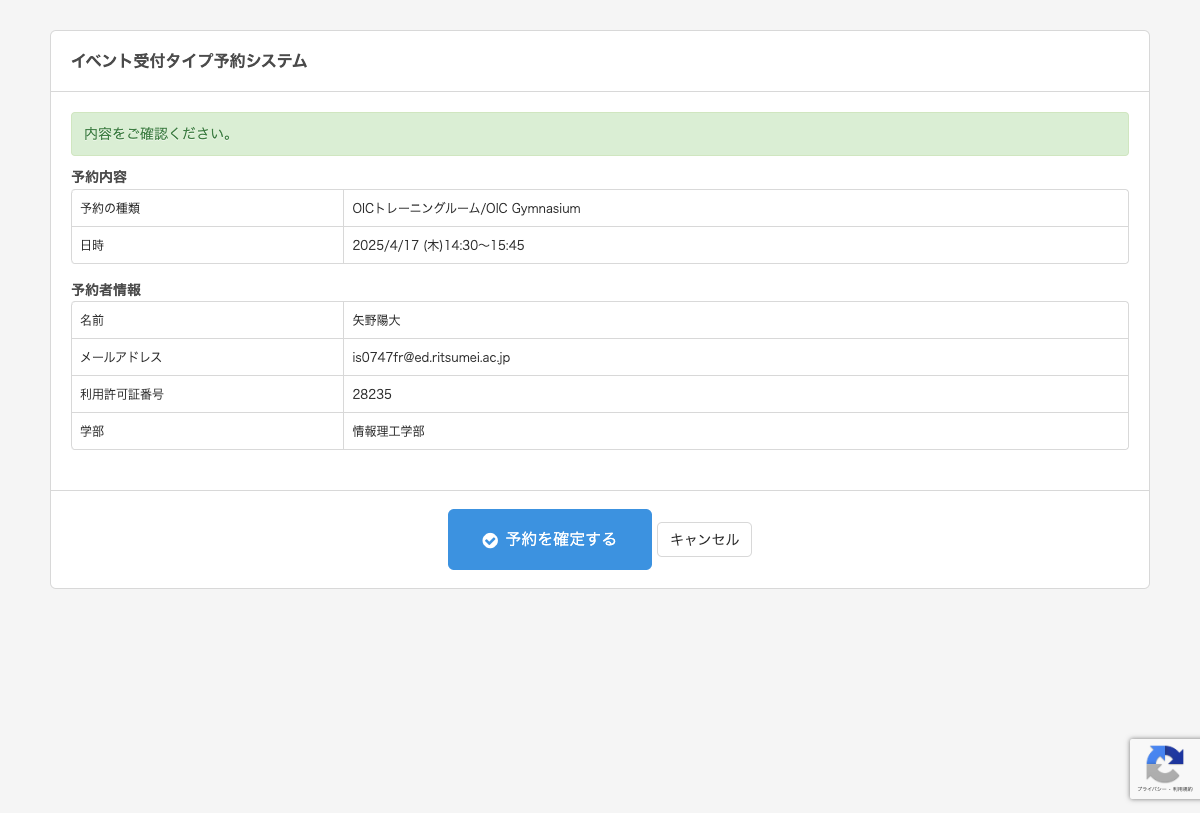 イベント受付タイプ予約システム
内容をご確認ください。
予約内容
予約の種類 OICトレーニングルーム/OIC Gymnasium
日時 2025/4/17 (木)14:30〜15:45
予約者情報
名前 矢野陽大
メールアドレス is0747fr@ed.ritsumei.ac.jp
利用許可証番号 28235
学部 情報理工学部
予約を確定する キャンセル
プライバシー - 利用規約